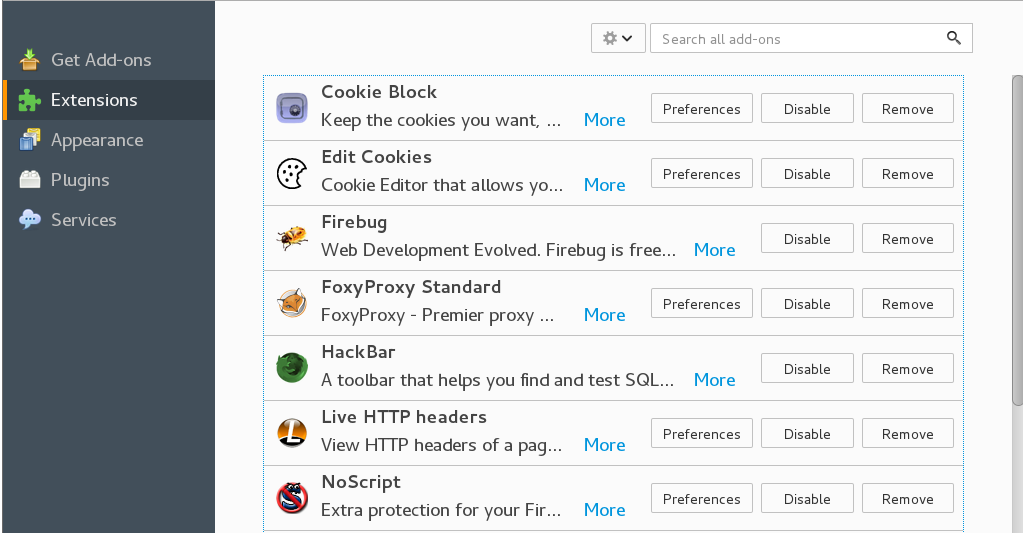 Get Add-ons
Extensions
Appearance
Plugins
Services
Search all add-ons
Cookie Block
Keep the cookies you want, ... More
Preferences Disable Remove
Edit Cookies
Cookie Editor that allows yo... More
Preferences Disable Remove
Firebug
Web Development Evolved. Firebug is free... More
Disable Remove
FoxyProxy Standard
FoxyProxy - Premier proxy ... More
Preferences Disable Remove
HackBar
A toolbar that helps you find and test SQL... More
Disable Remove
Live HTTP headers
View HTTP headers of a pag... More
Preferences Disable Remove
NoScript
Extra protection for your Fir... More
Preferences Disable Remove